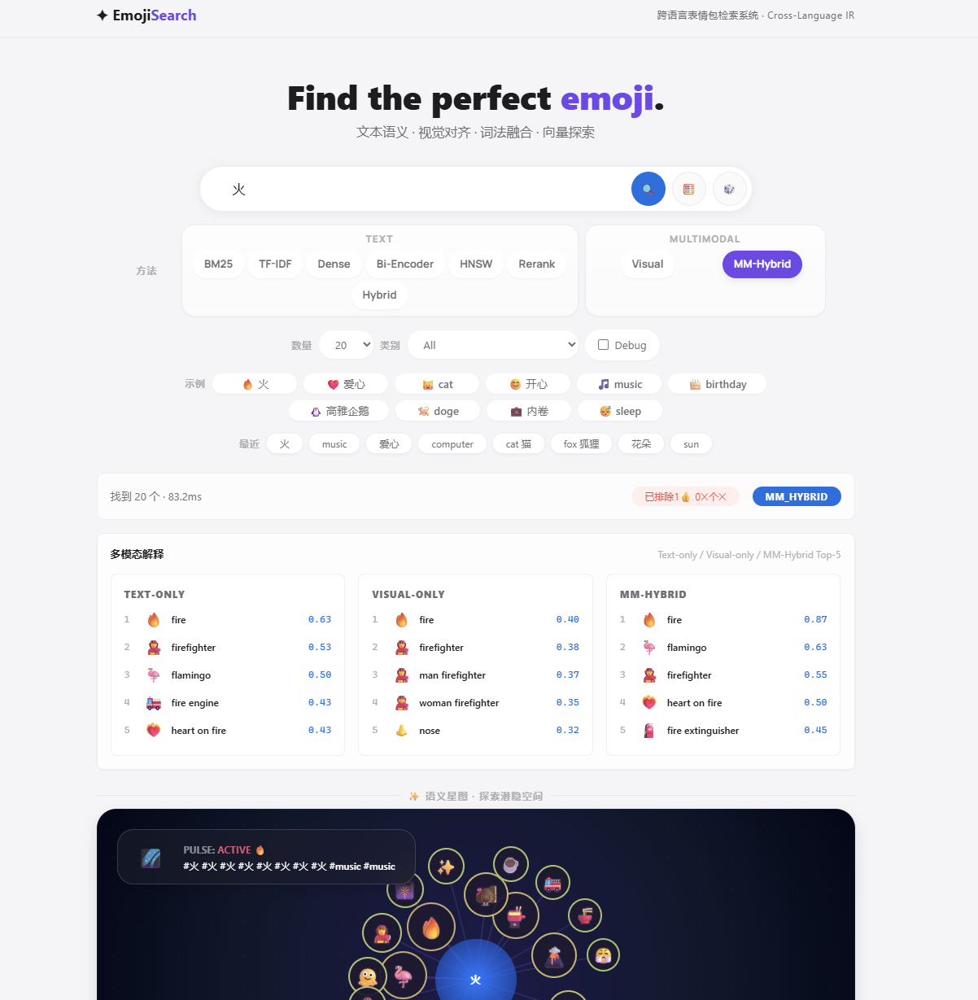 ✦ EmojiSearch
跨语言表情包检索系统 · Cross-Language IR
Find the perfect emoji.
文本语义 · 视觉对齐 · 词法融合 · 向量探索
火
方法
TEXT
BM25 TF-IDF Dense Bi-Encoder HNSW Rerank
Hybrid
MULTIMODAL
Visual MM-Hybrid
数量 20 类别 All Debug
示例 🔥 火 💖 爱心 😸 cat 😊 开心 🎵 music 🎂 birthday
🐧 高雅企鹅 🐕 doge 💼 内卷 😴 sleep
最近 火 music 爱心 computer cat 猫 fox 狐狸 花朵 sun
找到 20 个 · 83.2ms
已排除1👍 0✕个✕ MM_HYBRID
多模态解释
Text-only / Visual-only / MM-Hybrid Top-5
TEXT-ONLY
1 fire 0.63
2 firefighter 0.53
3 flamingo 0.50
4 fire engine 0.43
5 heart on fire 0.43
VISUAL-ONLY
1 fire 0.40
2 firefighter 0.38
3 man firefighter 0.37
4 woman firefighter 0.35
5 nose 0.32
MM-HYBRID
1 fire 0.87
2 flamingo 0.63
3 firefighter 0.55
4 heart on fire 0.50
5 fire extinguisher 0.45
✨ 语义星图 · 探索潜隐空间
PULSE: ACTIVE 🔥
#火 #火 #火 #火 #火 #火 #火 #火 #music #music
火